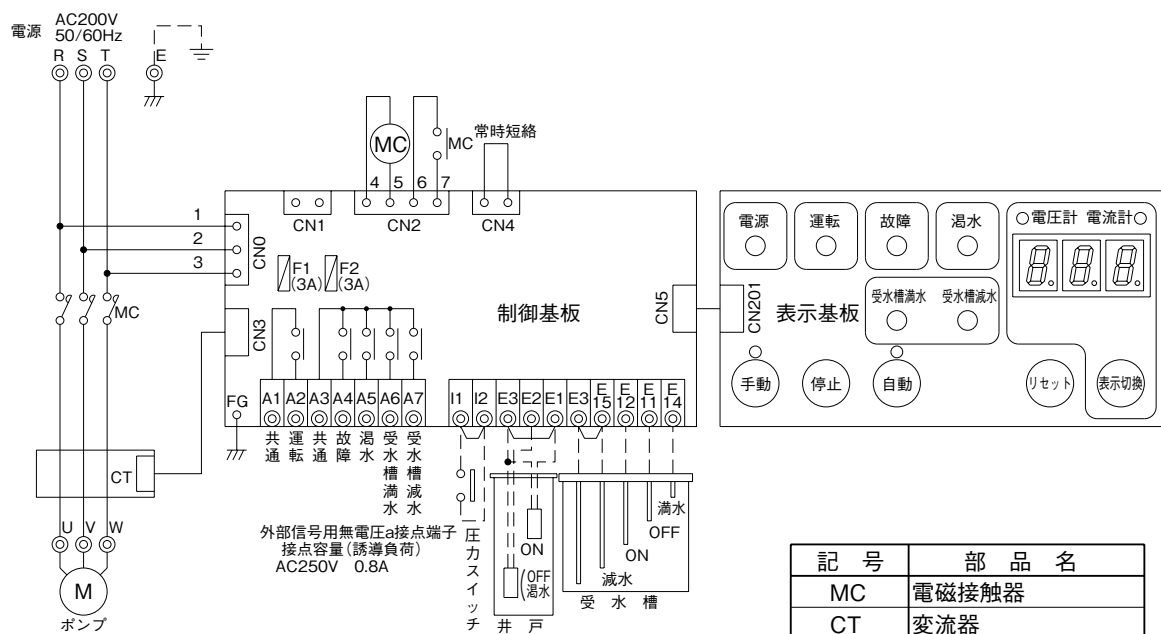 電源
AC200V
50/60Hz
R S T E
MC
MC
常時短絡
4 5 6 7
CN1 CN2 CN4
1
2
3
CN0
F1
(3A)
F2
(3A)
MC
CN3
制御基板
CN5
FG
A1 A2 A3 A4 A5 A6 A7
I1 I2 E3 E2 E1 E3 E15 E12 E11 E14
共通
運転
共通
故障
渇水
受水槽満水
受水槽減水
外部信号用無電圧a接点端子
接点容量(誘導負荷)
AC250V 0.8A
圧力スイッチ
ON
(OFF
渇水
井戸
満水
OFF
ON
減水
受水槽
CT
U V W
M
ポンプ
CN201
表示基板
電源 運転 故障 渇水
電圧計 電流計
8.8.8.
受水槽満水 受水槽減水
手動 停止 自動 リセット 表示切換
記号 部品名
MC 電磁接触器
CT 変流器